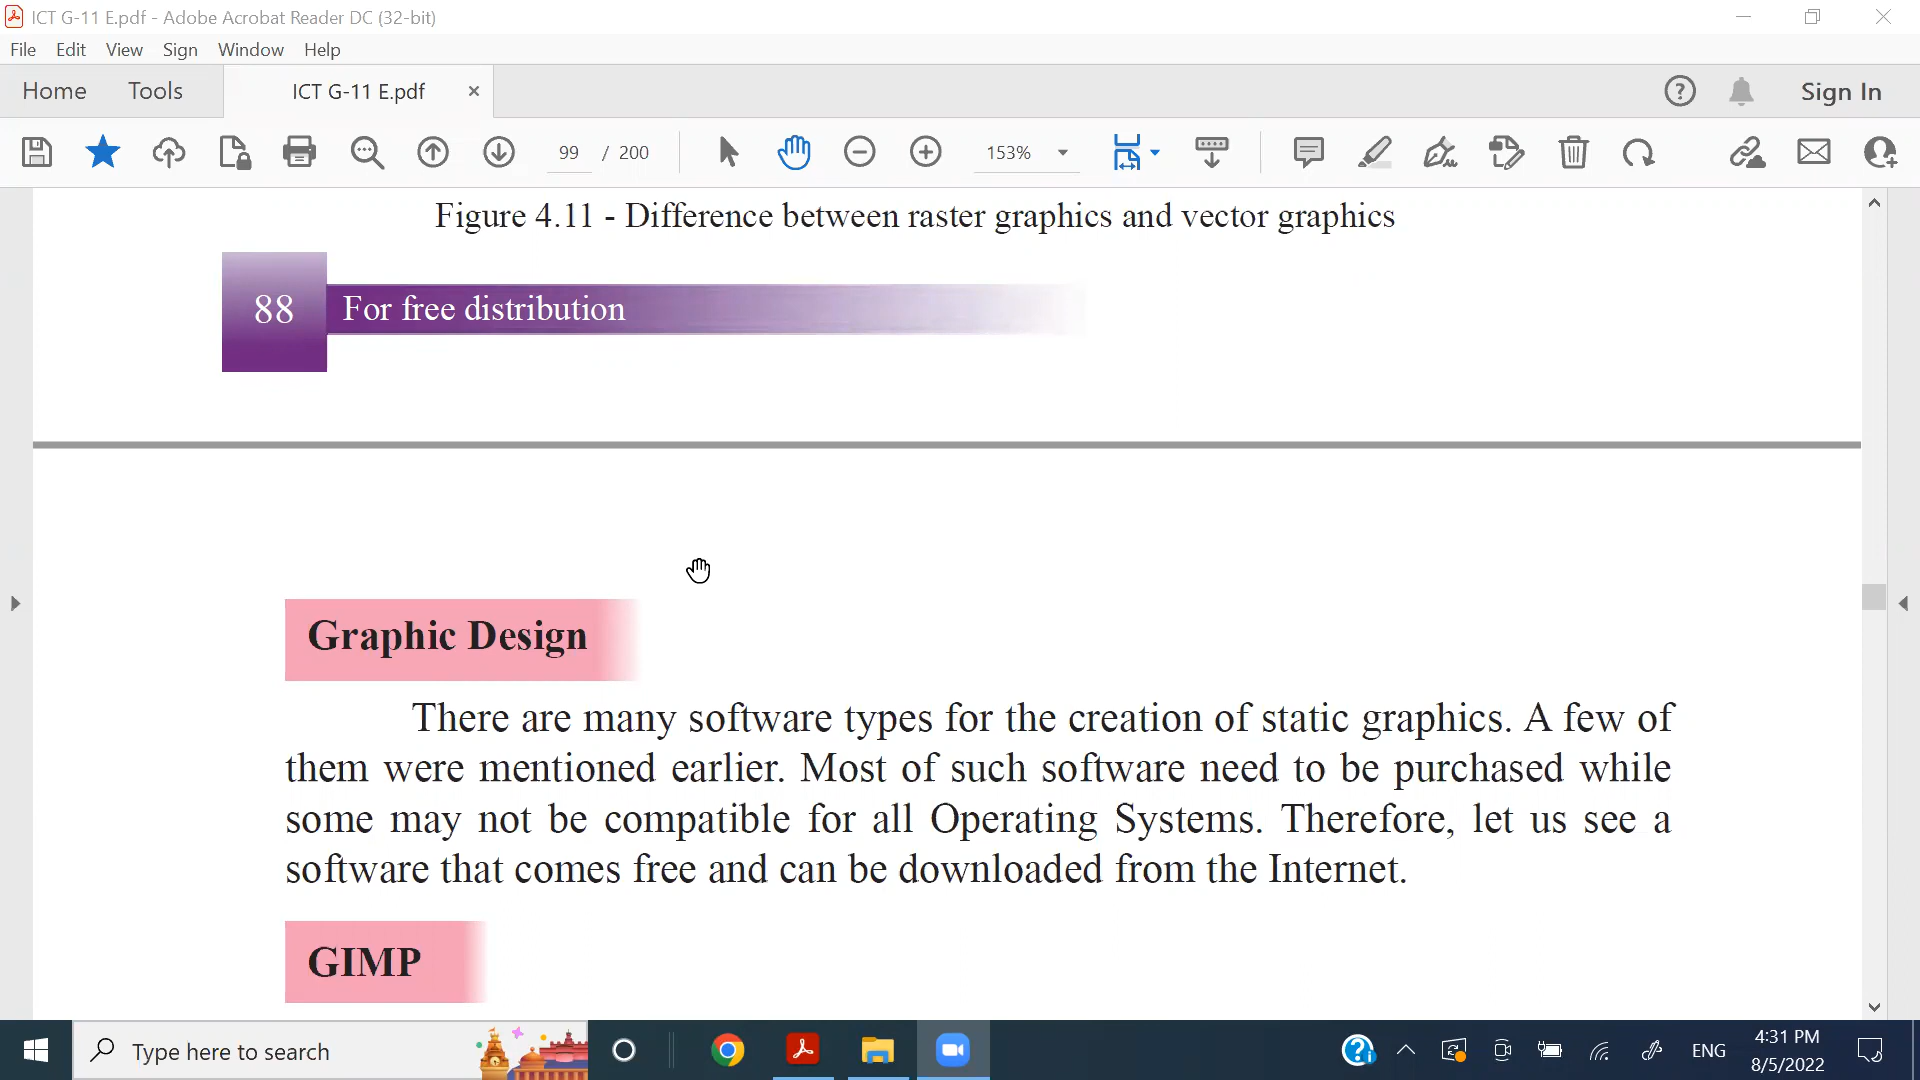 ICT G-11 E.pdf - Adobe Acrobat Reader DC (32-bit)
File Edit View Sign Window Help
Home Tools ICT G-11 E.pdf × Sign In
99 / 200 153%
Figure 4.11 - Difference between raster graphics and vector graphics
88 For free distribution
Graphic Design
There are many software types for the creation of static graphics. A few of
them were mentioned earlier. Most of such software need to be purchased while
some may not be compatible for all Operating Systems. Therefore, let us see a
software that comes free and can be downloaded from the Internet.
GIMP
Type here to search
ENG
4:31 PM
8/5/2022